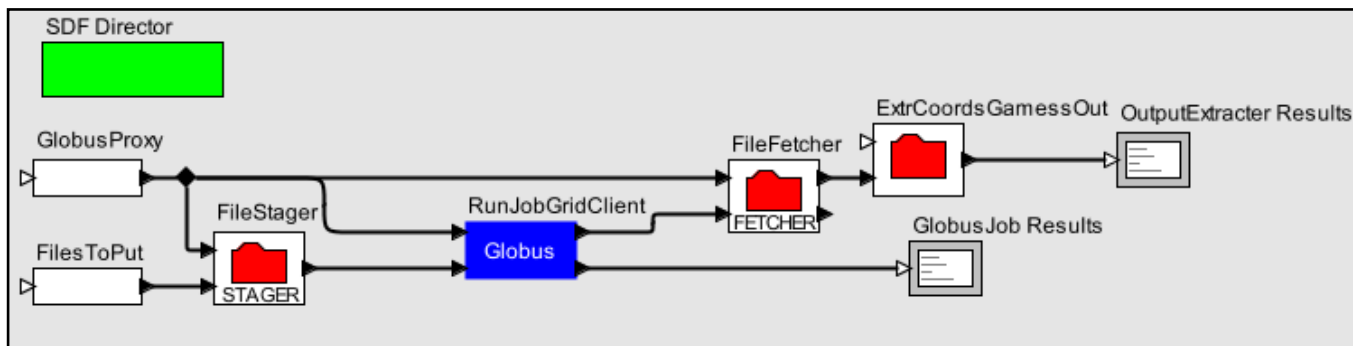 SDF Director
ExtrCoordsGamessOut
OutputExtracter Results
GlobusProxy
FileFetcher
FETCHER
FileStager
RunJobGridClient
Globus
GlobusJob Results
FilesToPut
STAGER